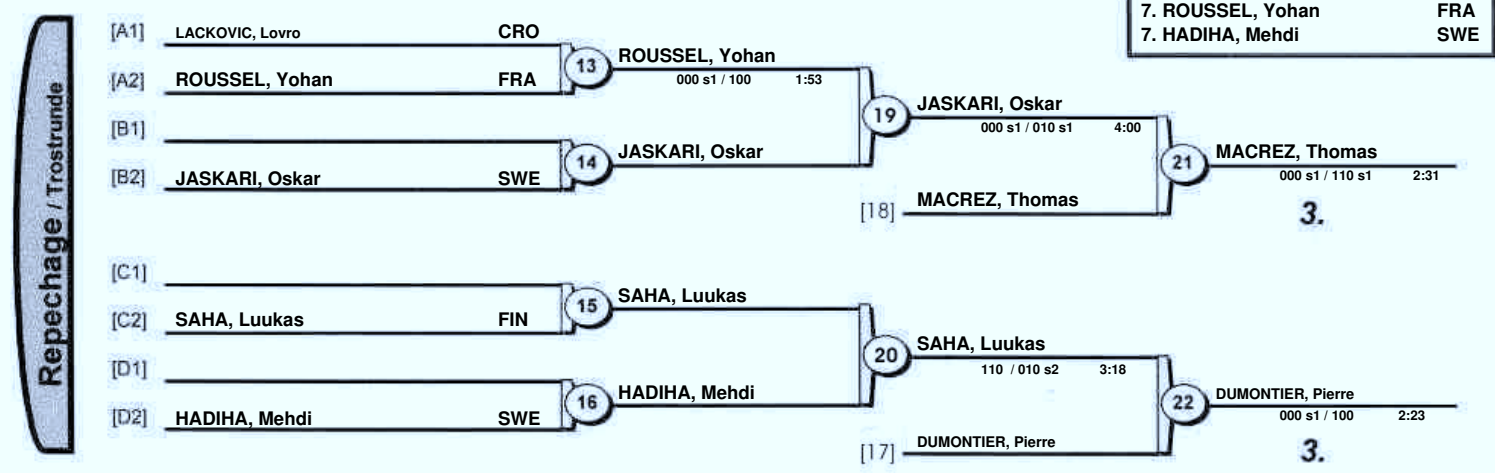 7. ROUSSEL, Yohan FRA
7. HADIHA, Mehdi SWE
Repechage / Trostrunde
[A1] LACKOVIC, Lovro CRO
[A2] ROUSSEL, Yohan FRA
13 ROUSSEL, Yohan
000 s1 / 100 1:53
[B1]
[B2] JASKARI, Oskar SWE
14 JASKARI, Oskar
19 JASKARI, Oskar
000 s1 / 010 s1 4:00
[18] MACREZ, Thomas
21 MACREZ, Thomas
000 s1 / 110 s1 2:31
3.
[C1]
[C2] SAHA, Luukas FIN
15 SAHA, Luukas
[D1]
[D2] HADIHA, Mehdi SWE
16 HADIHA, Mehdi
20 SAHA, Luukas
110 / 010 s2 3:18
[17] DUMONTIER, Pierre
22 DUMONTIER, Pierre
000 s1 / 100 2:23
3.